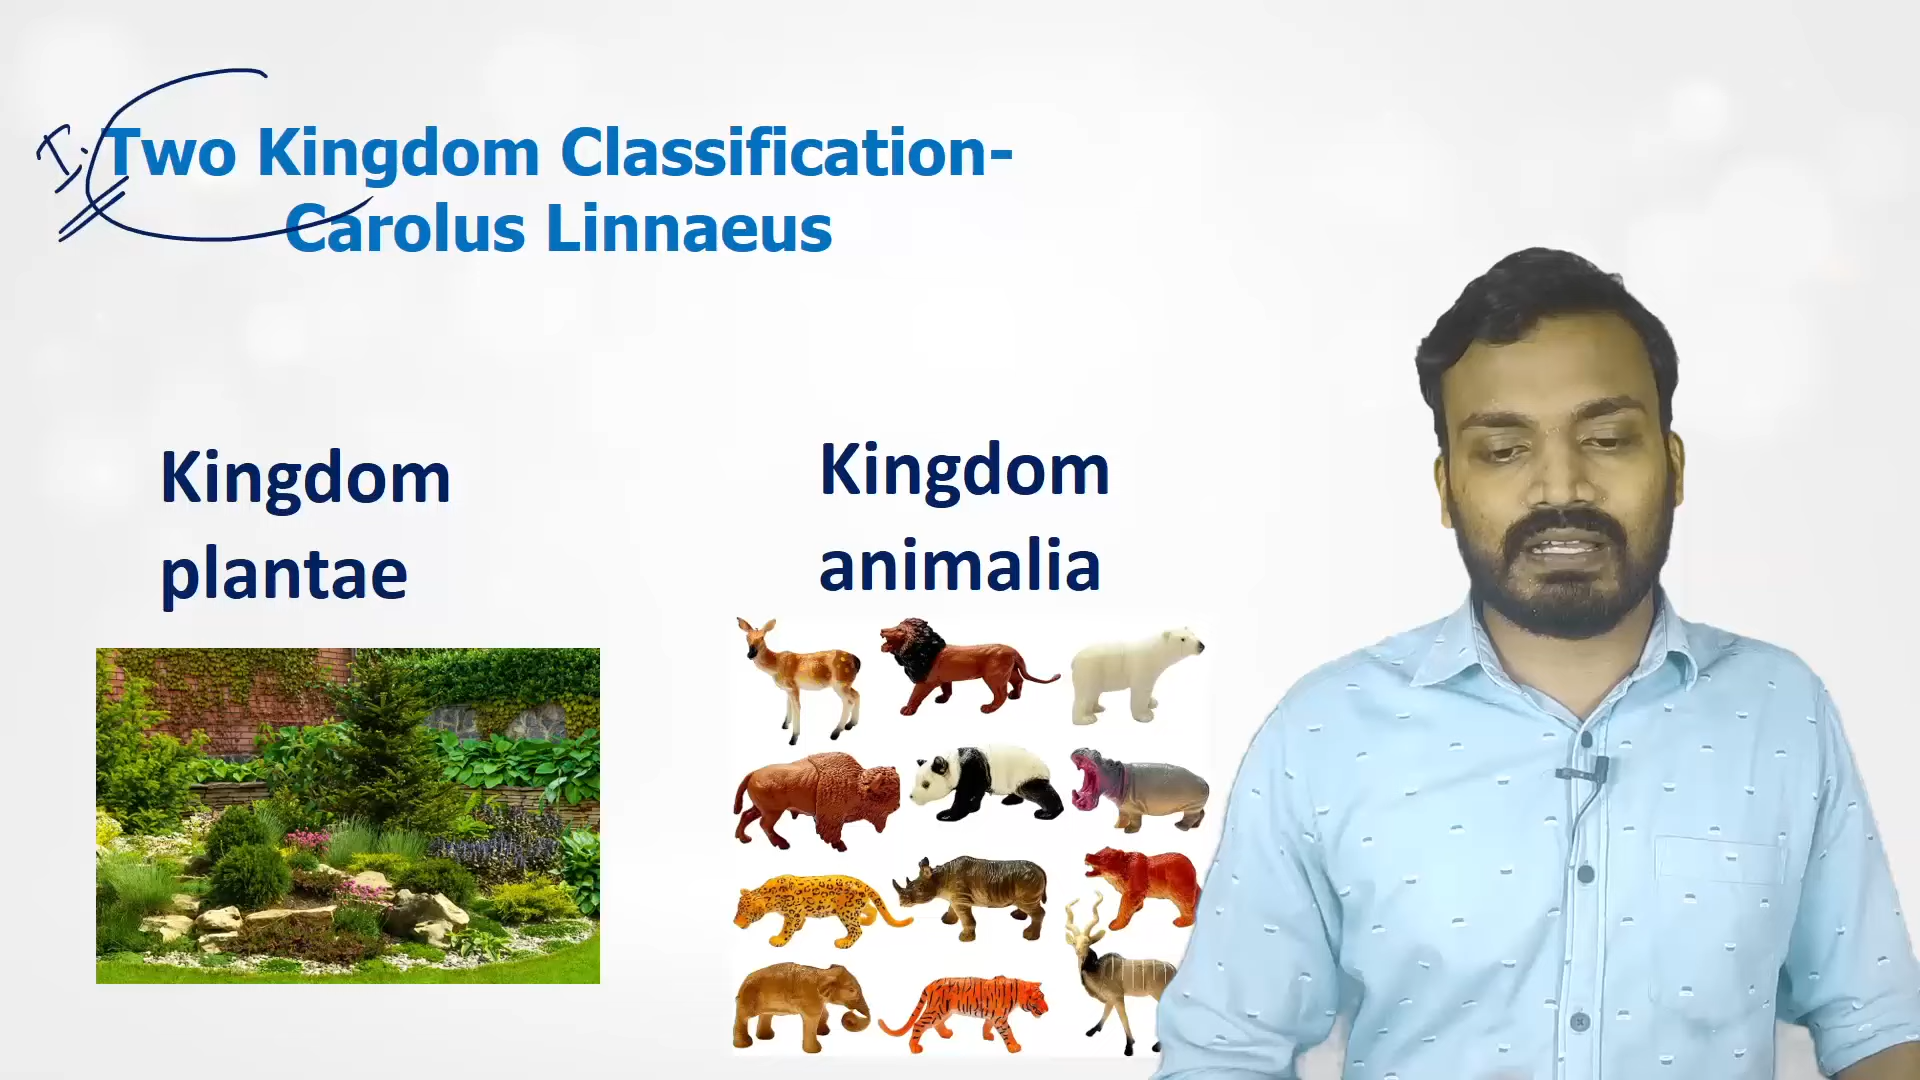 I. Two Kingdom Classification-
Carolus Linnaeus
Kingdom
plantae
Kingdom
animalia